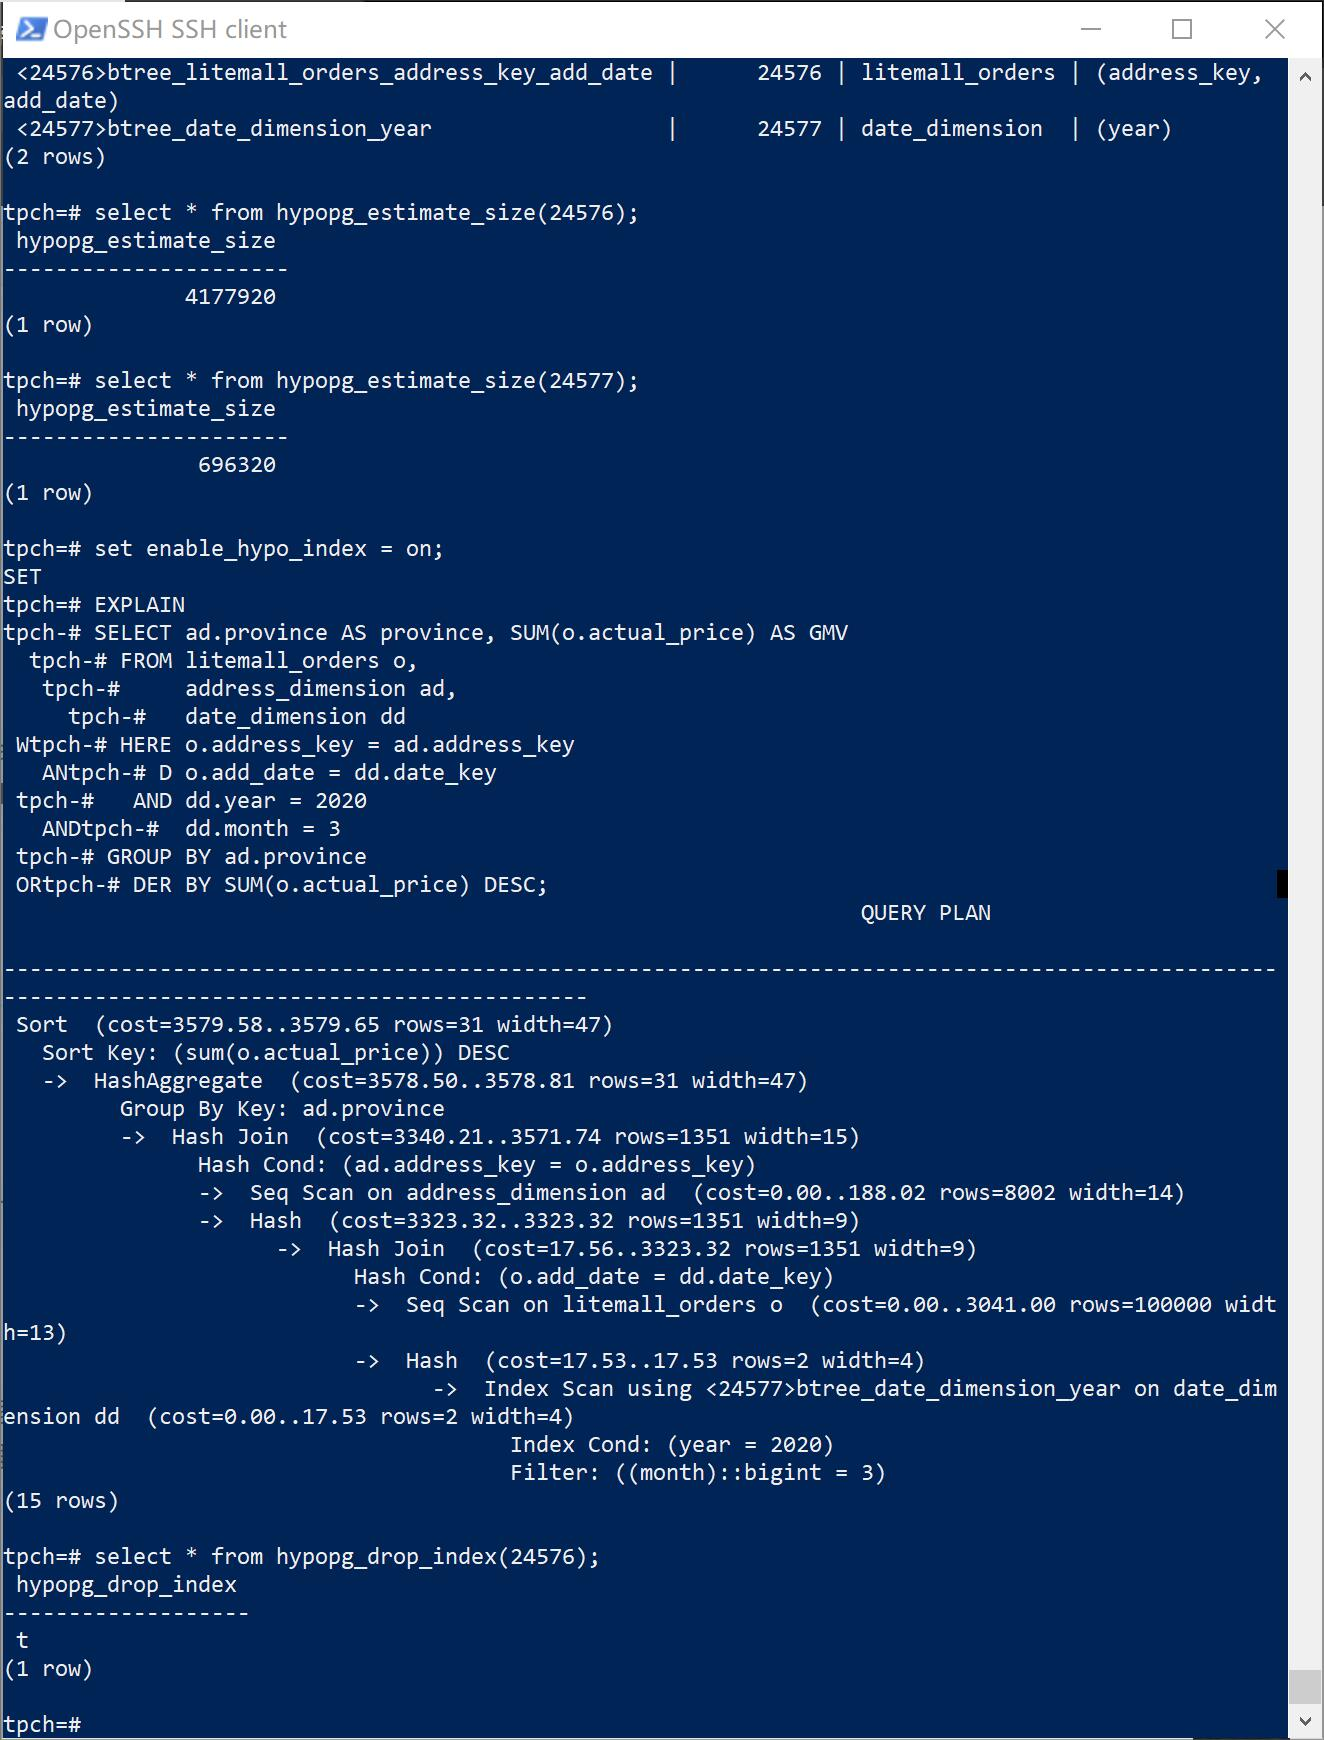 OpenSSH SSH client
<24576>btree_litemall_orders_address_key_add_date |      24576 | litemall_orders | (address_key,
add_date)
<24577>btree_date_dimension_year                  |      24577 | date_dimension  | (year)
(2 rows)
tpch=# select * from hypopg_estimate_size(24576);
hypopg_estimate_size
----------------------
4177920
(1 row)
tpch=# select * from hypopg_estimate_size(24577);
hypopg_estimate_size
----------------------
696320
(1 row)
tpch=# set enable_hypo_index = on;
SET
tpch=# EXPLAIN
tpch-# SELECT ad.province AS province, SUM(o.actual_price) AS GMV
tpch-# FROM litemall_orders o,
tpch-#     address_dimension ad,
tpch-#   date_dimension dd
Wtpch-# HERE o.address_key = ad.address_key
ANtpch-# D o.add_date = dd.date_key
tpch-#   AND dd.year = 2020
ANDtpch-#  dd.month = 3
tpch-# GROUP BY ad.province
ORtpch-# DER BY SUM(o.actual_price) DESC;
QUERY PLAN
--------------------------------------------------------------------------------------------------
---------------------------------------------
Sort  (cost=3579.58..3579.65 rows=31 width=47)
Sort Key: (sum(o.actual_price)) DESC
->  HashAggregate  (cost=3578.50..3578.81 rows=31 width=47)
Group By Key: ad.province
->  Hash Join  (cost=3340.21..3571.74 rows=1351 width=15)
Hash Cond: (ad.address_key = o.address_key)
->  Seq Scan on address_dimension ad  (cost=0.00..188.02 rows=8002 width=14)
->  Hash  (cost=3323.32..3323.32 rows=1351 width=9)
->  Hash Join  (cost=17.56..3323.32 rows=1351 width=9)
Hash Cond: (o.add_date = dd.date_key)
->  Seq Scan on litemall_orders o  (cost=0.00..3041.00 rows=100000 widt
h=13)
->  Hash  (cost=17.53..17.53 rows=2 width=4)
->  Index Scan using <24577>btree_date_dimension_year on date_dim
ension dd  (cost=0.00..17.53 rows=2 width=4)
Index Cond: (year = 2020)
Filter: ((month)::bigint = 3)
(15 rows)
tpch=# select * from hypopg_drop_index(24576);
hypopg_drop_index
-------------------
t
(1 row)
tpch=#